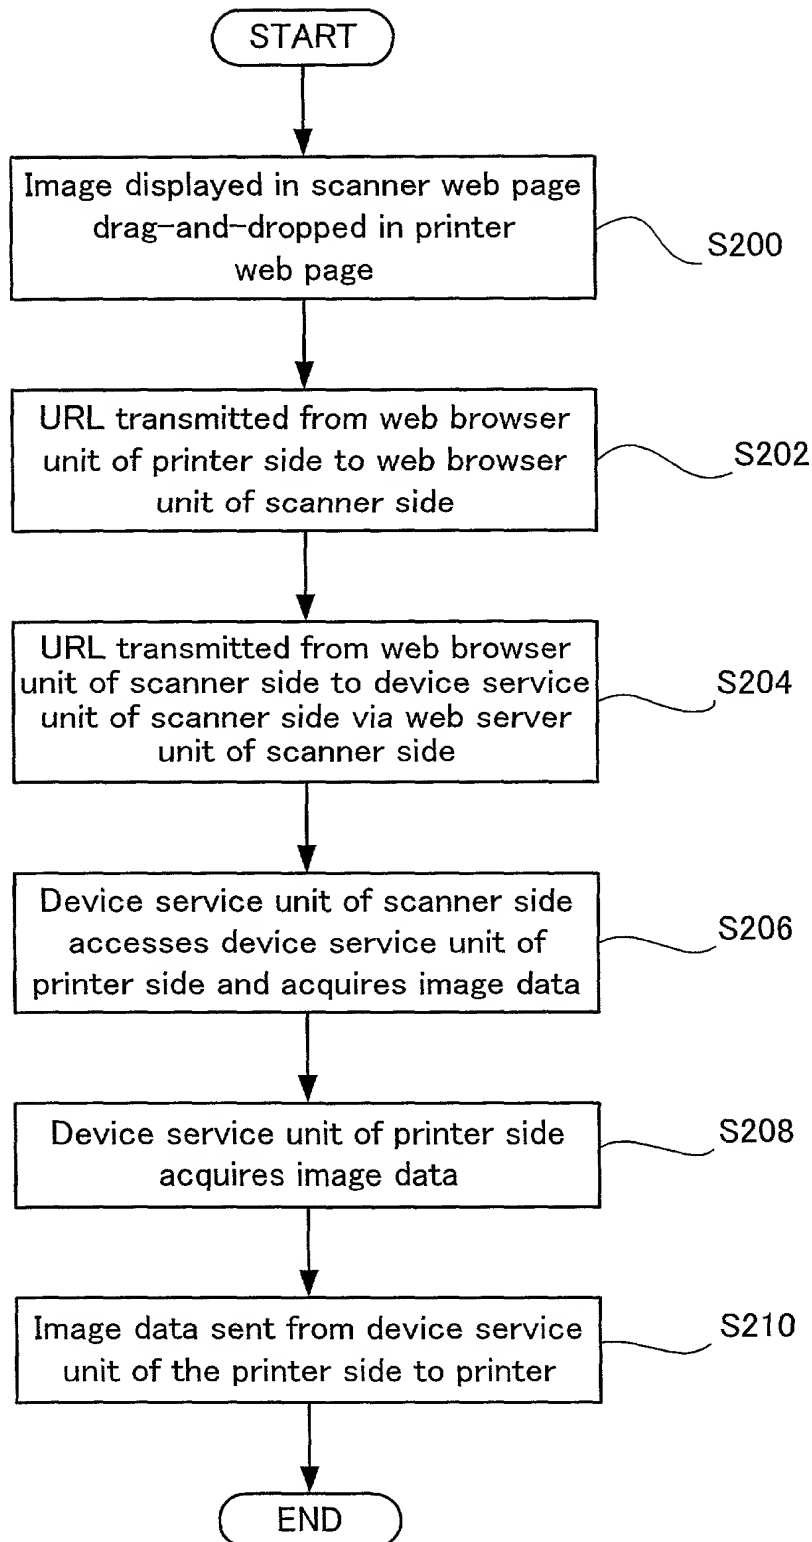 START
Image displayed in scanner web page
drag-and-dropped in printer
web page
S200
URL transmitted from web browser
unit of printer side to web browser
unit of scanner side
S202
URL transmitted from web browser
unit of scanner side to device service
unit of scanner side via web server
unit of scanner side
S204
Device service unit of scanner side
accesses device service unit of
printer side and acquires image data
S206
Device service unit of printer side
acquires image data
S208
Image data sent from device service
unit of the printer side to printer
S210
END